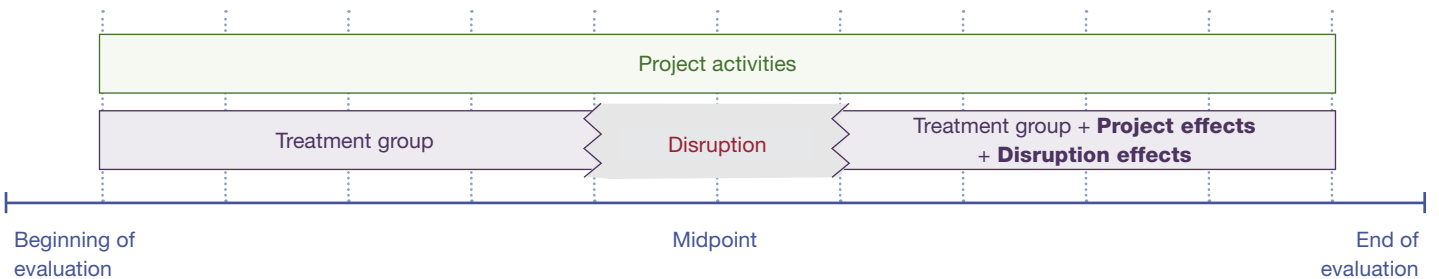 Project activities
Treatment group
Disruption
Treatment group + Project effects
+ Disruption effects
Beginning of
evaluation
Midpoint
End of
evaluation